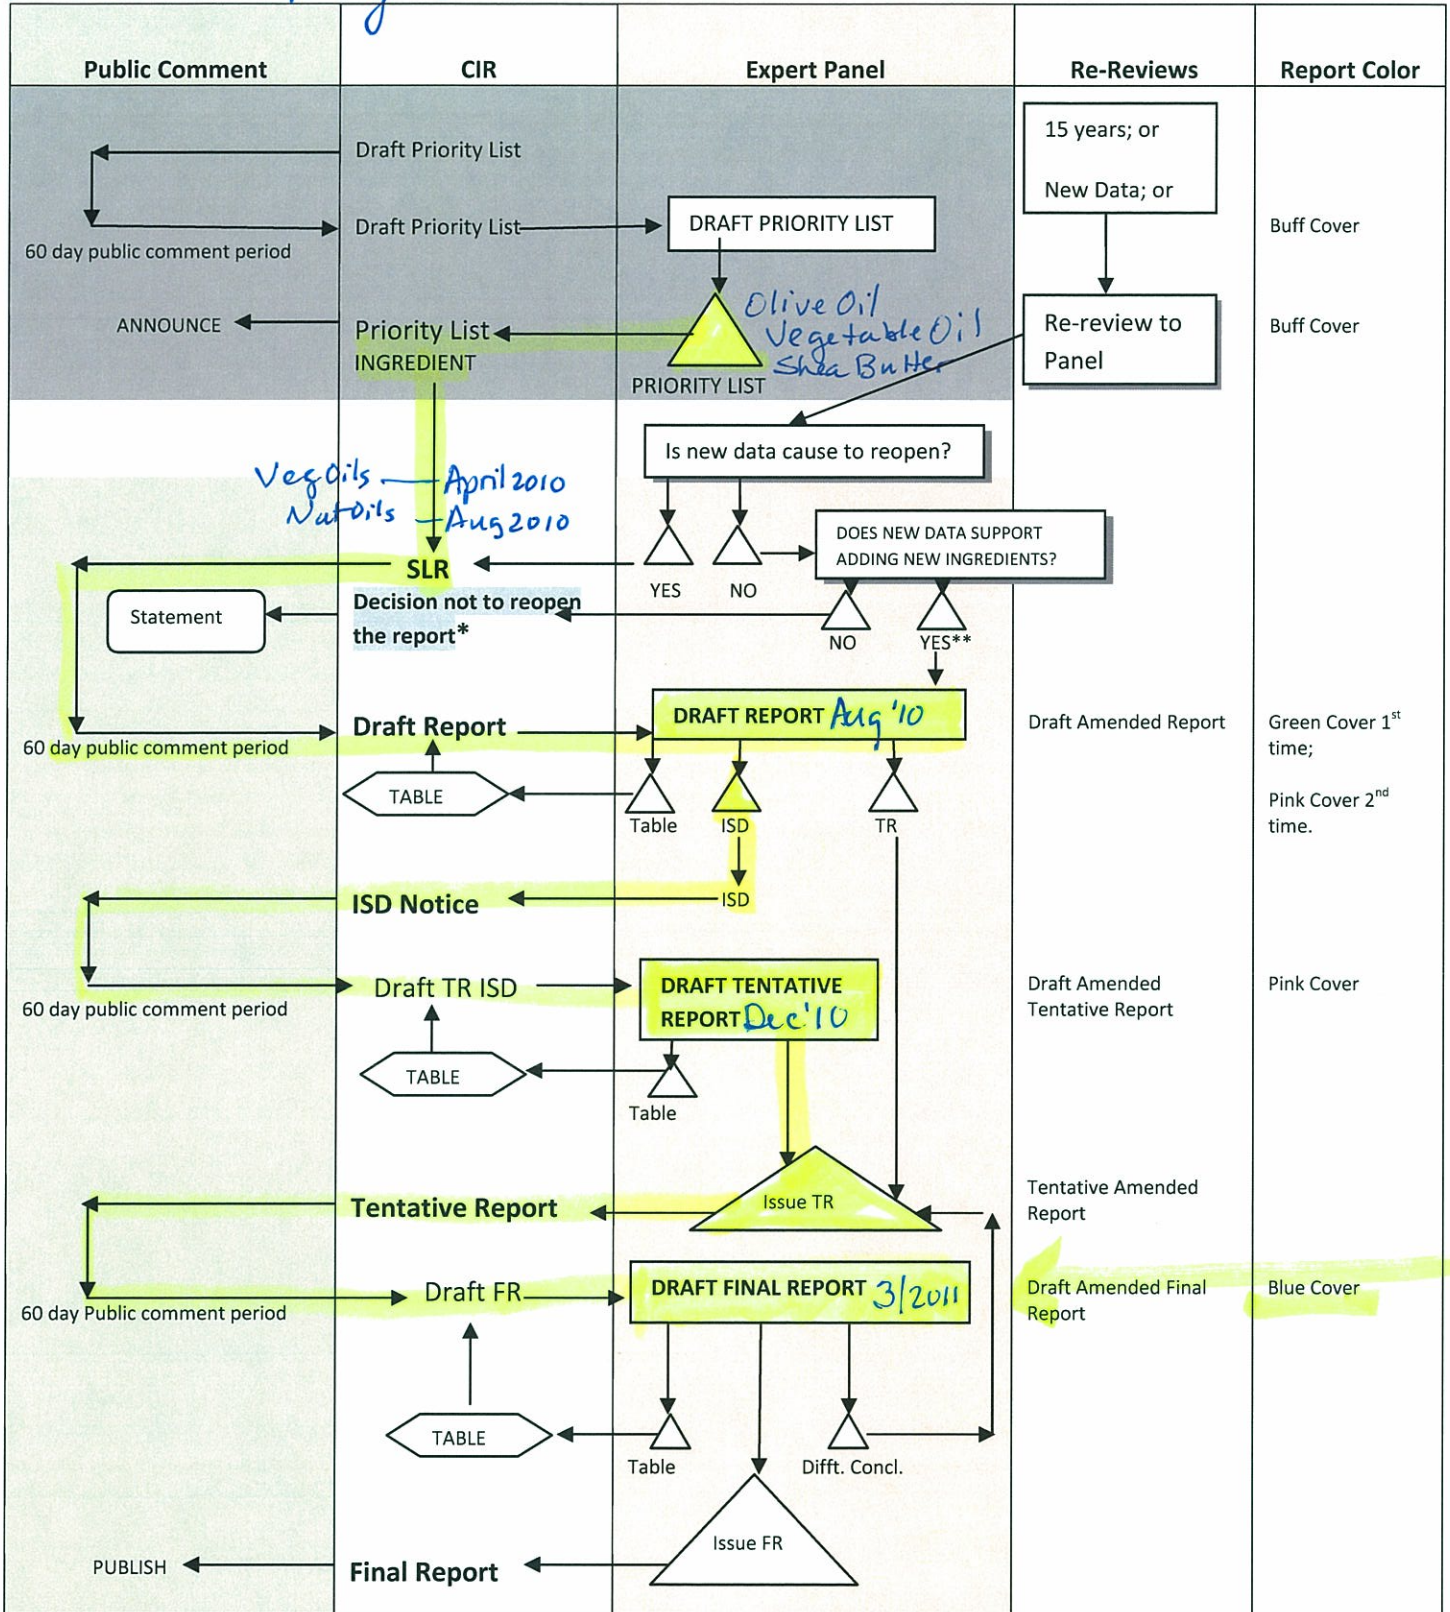 Public Comment
CIR
Expert Panel
Re-Reviews
Report Color
15 years; or
New Data; or
Draft Priority List
Draft Priority List
DRAFT PRIORITY LIST
Buff Cover
60 day public comment period
ANNOUNCE
Priority List
INGREDIENT
Olive Oil
Vegetable Oil
Shea Butter
PRIORITY LIST
Re-review to
Panel
Buff Cover
Is new data cause to reopen?
Veg Oils — April 2010
Nut Oils — Aug 2010
DOES NEW DATA SUPPORT
ADDING NEW INGREDIENTS?
SLR
YES
NO
Statement
Decision not to reopen
the report*
NO
YES**
60 day public comment period
Draft Report
DRAFT REPORT Aug '10
Draft Amended Report
Green Cover 1st
time;
Pink Cover 2nd
time.
TABLE
Table
ISD
TR
ISD Notice
ISD
60 day public comment period
Draft TR ISD
DRAFT TENTATIVE
REPORT Dec '10
Draft Amended
Tentative Report
Pink Cover
TABLE
Table
Tentative Report
Issue TR
Tentative Amended
Report
60 day Public comment period
Draft FR
DRAFT FINAL REPORT 3/2011
Draft Amended Final
Report
Blue Cover
TABLE
Table
Difft. Concl.
Issue FR
PUBLISH
Final Report